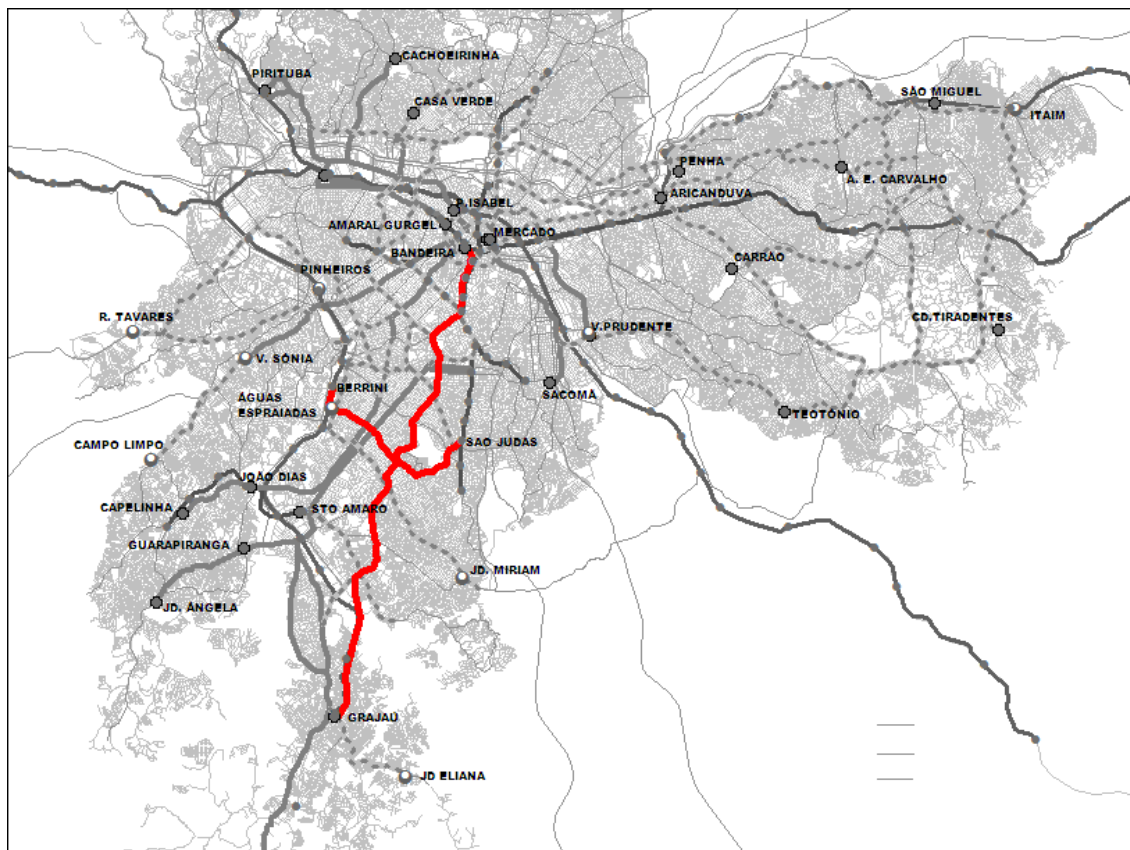 CACHOEIRINHA
PIRITUBA
SÃO MIGUEL
CASA VERDE
ITAIM
PENHA
A. E. CARVALHO
ARICANDUVA
P.ISABEL
AMARAL GURGEL
MERCADO
BANDEIRA
CARRÃO
PINHEIROS
R. TAVARES
V.PRUDENTE
CD.TIRADENTES
V. SÔNIA
BERRINI
SACOMÃ
ÁGUAS
ESPRAIADAS
TEOTÔNIO
SAO JUDAS
CAMPO LIMPO
JOÃO DIAS
CAPELINHA
STO AMARO
GUARAPIRANGA
JD. MIRIAM
JD. ÂNGELA
GRAJAÚ
JD ELIANA